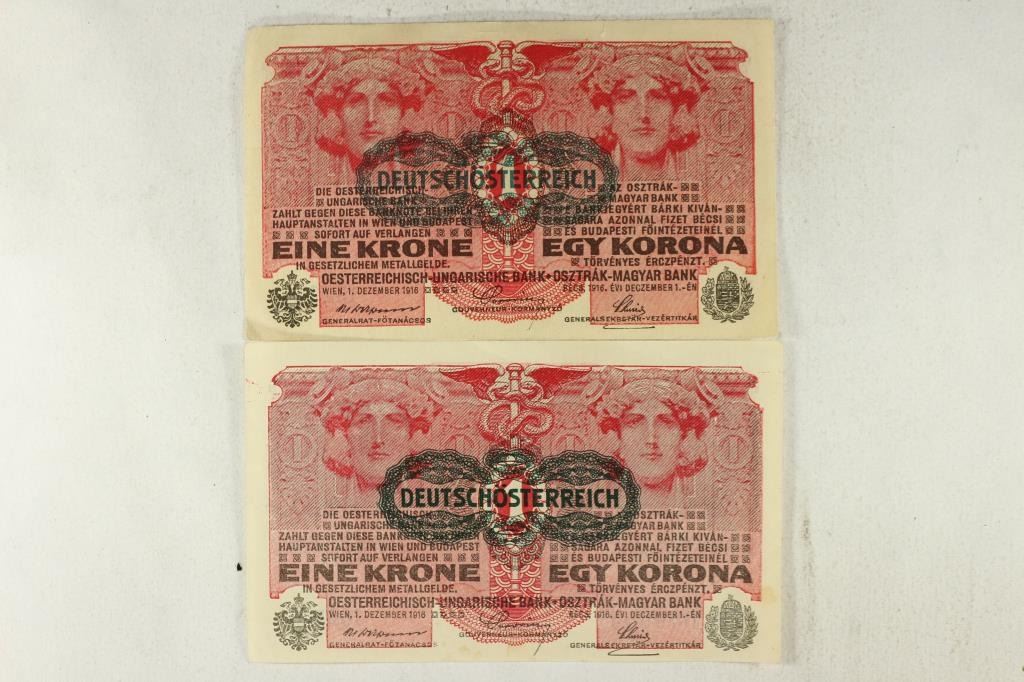 DEUTSCHÖSTERREICH
1
DIE OESTERREICHISCH-
UNGARISCHE BANK
ZAHLT GEGEN DIESE BANKNOTE BEI IHREN
HAUPTANSTALTEN IN WIEN UND BUDAPEST
SOFORT AUF VERLANGEN
EINE KRONE
IN GESETZLICHEM METALLGELDE.
AZ OSZTRÁK-
MAGYAR BANK
E BANKJEGYÉRT BÁRKI KIVÁN-
SÁGÁRA AZONNAL FIZET BÉCSI
ÉS BUDAPESTI FŐINTÉZETEINÉL
EGY KORONA
TÖRVÉNYES ÉRCZPÉNZT.
OESTERREICHISCH-UNGARISCHE BANK • OSZTRÁK-MAGYAR BANK
WIEN, 1. DEZEMBER 1916 BÉCS, 1916. ÉVI DECZEMBER 1.-ÉN
GENERALRAT-FŐTANÁCSOS GOUVERNEUR-KORMÁNYZÓ GENERALSEKRETÄR-VEZÉRTITKÁR
DEUTSCHÖSTERREICH
1
DIE OESTERREICHISCH-
UNGARISCHE BANK
ZAHLT GEGEN DIESE BANKNOTE BEI IHREN
HAUPTANSTALTEN IN WIEN UND BUDAPEST
SOFORT AUF VERLANGEN
EINE KRONE
IN GESETZLICHEM METALLGELDE.
AZ OSZTRÁK-
MAGYAR BANK
E BANKJEGYÉRT BÁRKI KIVÁN-
SÁGÁRA AZONNAL FIZET BÉCSI
ÉS BUDAPESTI FŐINTÉZETEINÉL
EGY KORONA
TÖRVÉNYES ÉRCZPÉNZT.
OESTERREICHISCH-UNGARISCHE BANK • OSZTRÁK-MAGYAR BANK
WIEN, 1. DEZEMBER 1916 BÉCS, 1916. ÉVI DECZEMBER 1.-ÉN
GENERALRAT-FŐTANÁCSOS GOUVERNEUR-KORMÁNYZÓ GENERALSEKRETÄR-VEZÉRTITKÁR